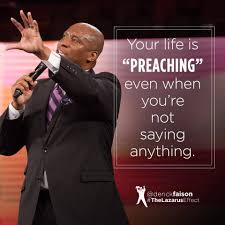 Your life is
"PREACHING"
even when
you're
not
saying
anything.
@derickfaison
#TheLazarusEffect